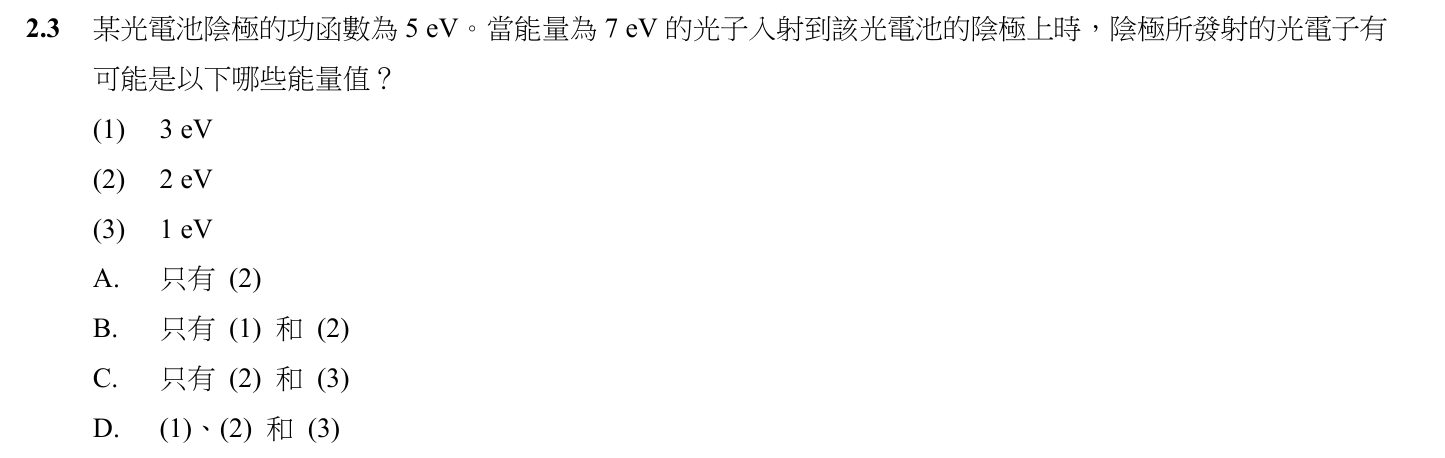 2.3 某光電池陰極的功函數為 5 eV。當能量為 7 eV 的光子入射到該光電池的陰極上時，陰極所發射的光電子有
可能是以下哪些能量值？
(1) 3 eV
(2) 2 eV
(3) 1 eV
A. 只有 (2)
B. 只有 (1) 和 (2)
C. 只有 (2) 和 (3)
D. (1)、(2) 和 (3)